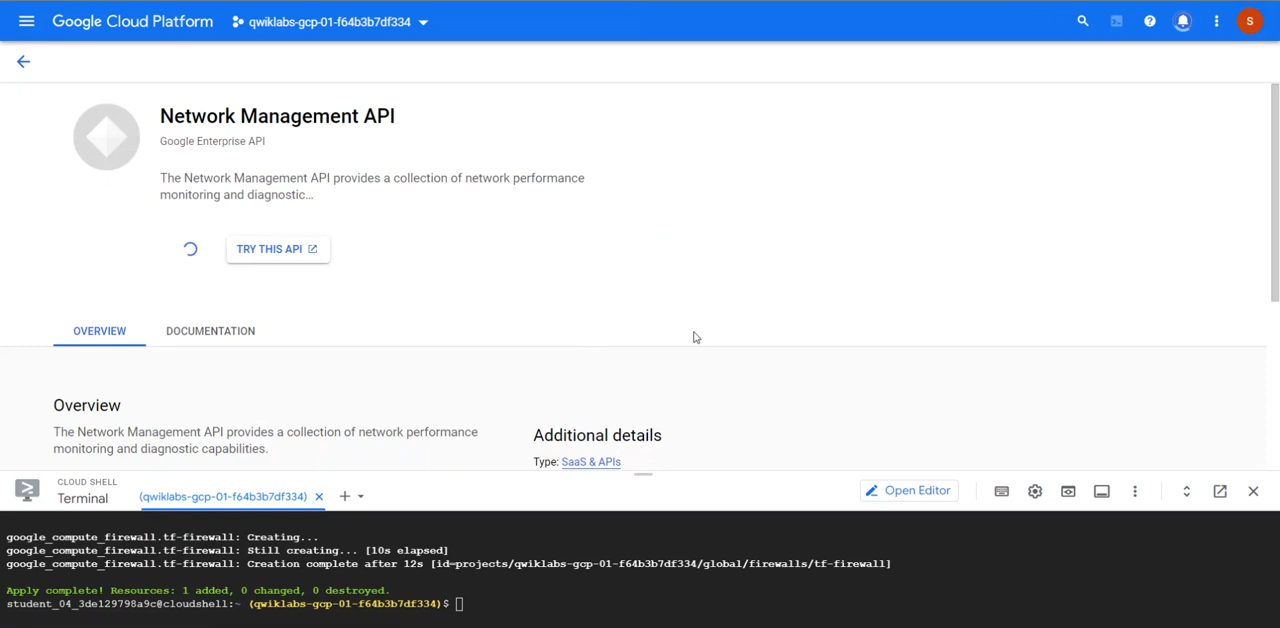 Google Cloud Platform qwiklabs-gcp-01-f64b3b7df334 S
Network Management API
Google Enterprise API
The Network Management API provides a collection of network performance
monitoring and diagnostic...
TRY THIS API
OVERVIEW DOCUMENTATION
Overview
The Network Management API provides a collection of network performance
monitoring and diagnostic capabilities.
Additional details
Type: SaaS & APIs
CLOUD SHELL
Terminal (qwiklabs-gcp-01-f64b3b7df334) Open Editor
google_compute_firewall.tf-firewall: Creating...
google_compute_firewall.tf-firewall: Still creating... [10s elapsed]
google_compute_firewall.tf-firewall: Creation complete after 12s [id=projects/qwiklabs-gcp-01-f64b3b7df334/global/firewalls/tf-firewall]
Apply complete! Resources: 1 added, 0 changed, 0 destroyed.
student_04_3de129798a9c@cloudshell:~ (qwiklabs-gcp-01-f64b3b7df334)$